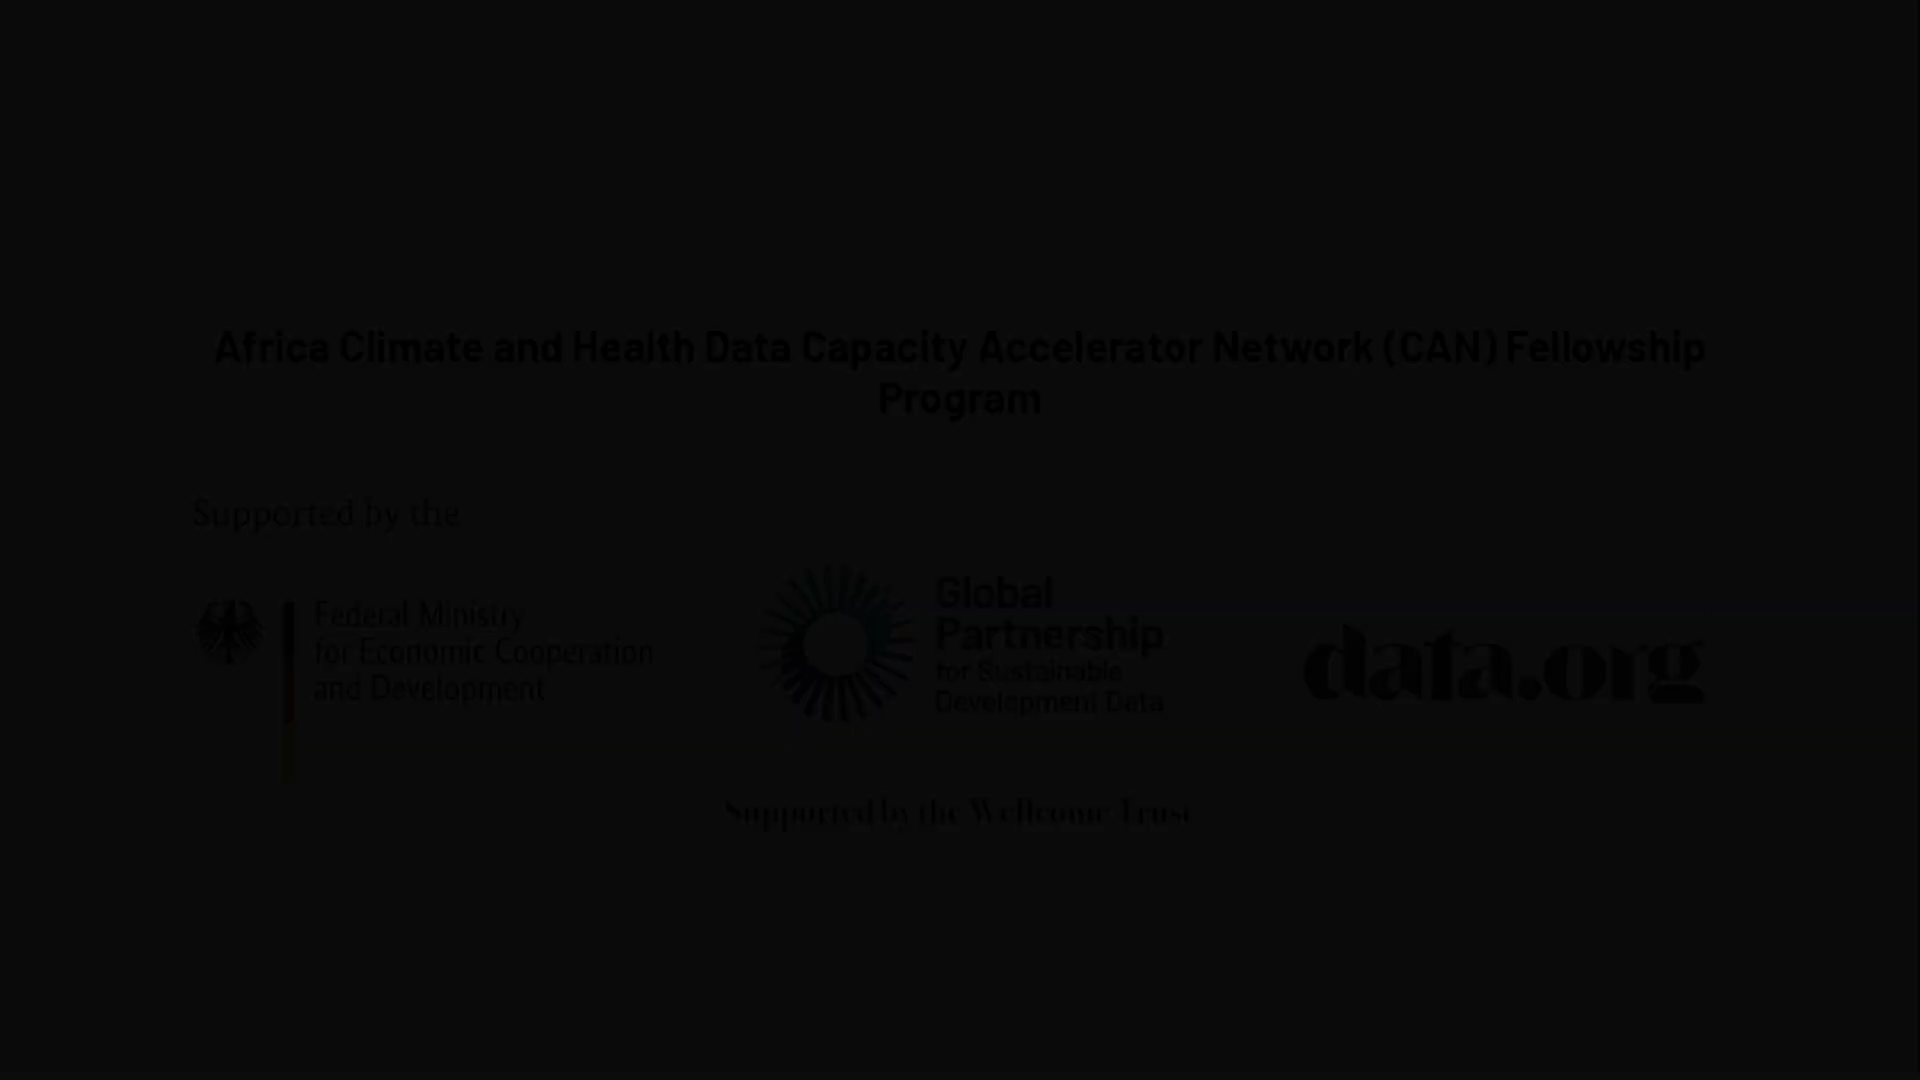 Africa Climate and Health Data Capacity Accelerator Network (CAN) Fellowship
Program
Supported by the
Federal Ministry
for Economic Cooperation
and Development
Global
Partnership
for Sustainable
Development Data
data.org
Supported by the Wellcome Trust